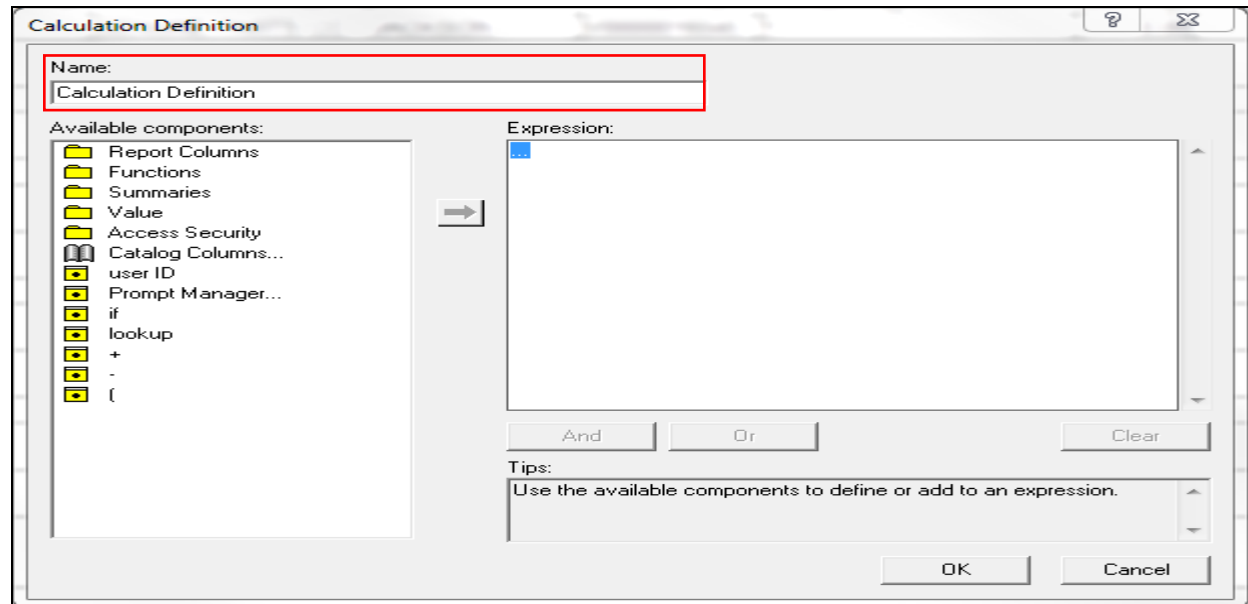 Calculation Definition
Name:
Calculation Definition
Available components:
Report Columns
Functions
Summaries
Value
Access Security
Catalog Columns...
user ID
Prompt Manager...
if
lookup
+
-
(
Expression:
...
And Or Clear
Tips:
Use the available components to define or add to an expression.
OK Cancel